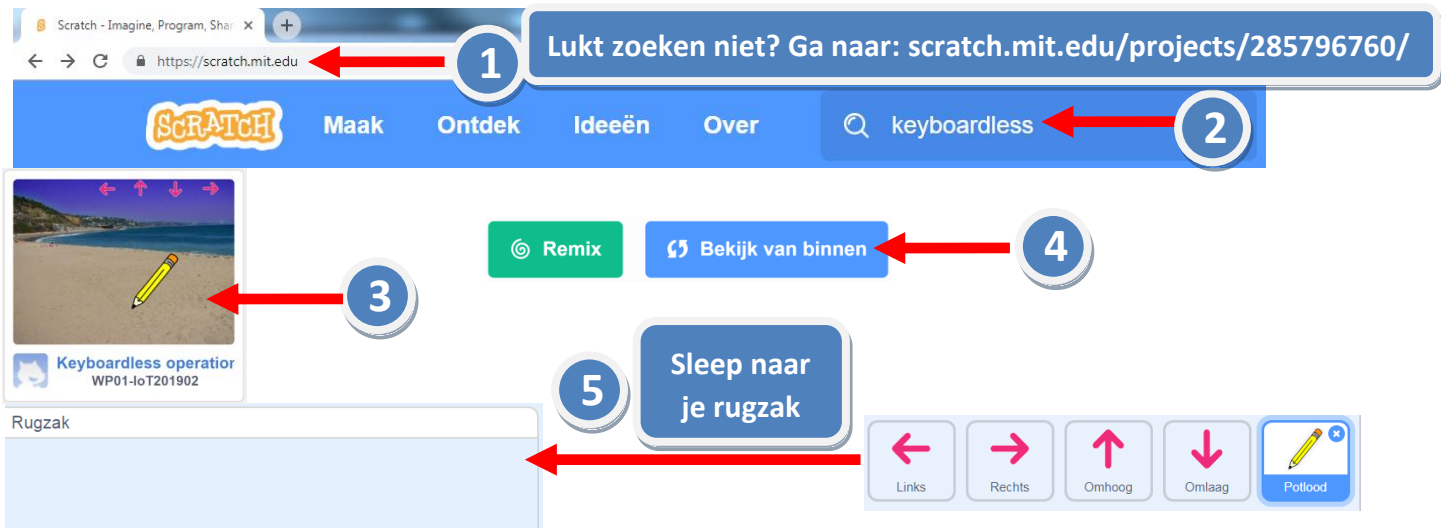 Scratch - Imagine, Program, Shar
https://scratch.mit.edu
1
Lukt zoeken niet? Ga naar: scratch.mit.edu/projects/285796760/
SCRATCH Maak Ontdek Ideeën Over keyboardless
2
3
Keyboardless operation
WP01-IoT201902
Remix Bekijk van binnen
4
5
Sleep naar
je rugzak
Rugzak
Links Rechts Omhoog Omlaag Potlood